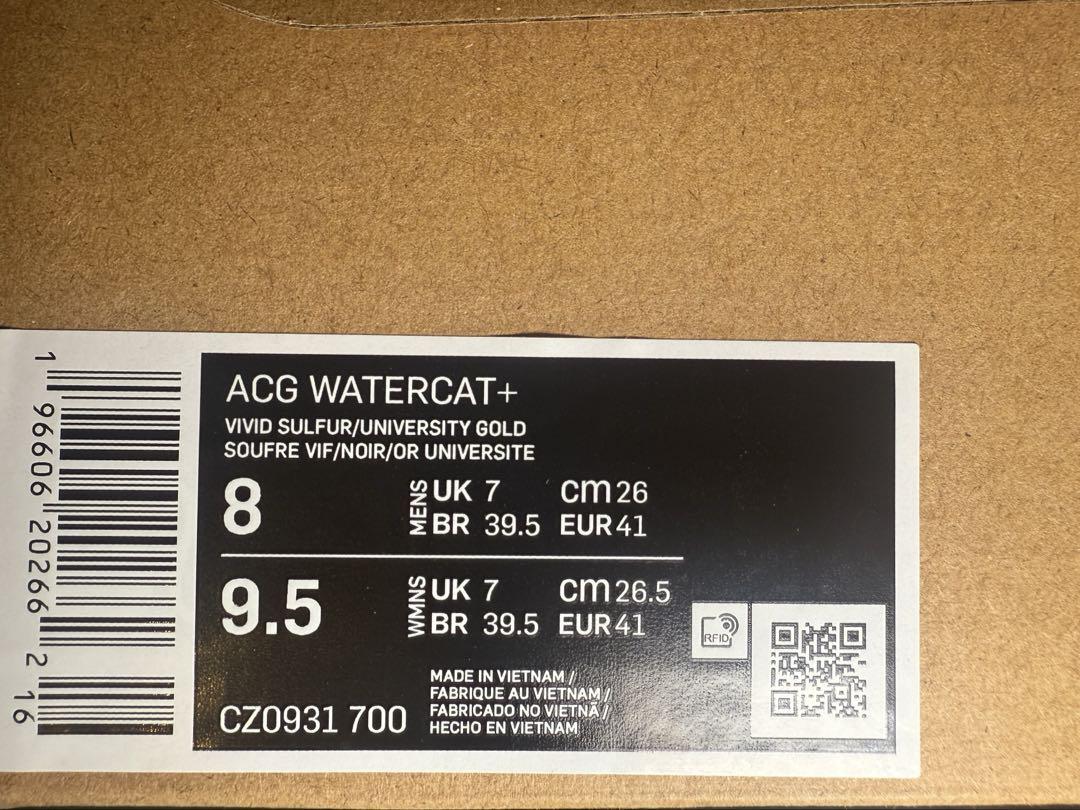 ACG WATERCAT+
VIVID SULFUR/UNIVERSITY GOLD
SOUFRE VIF/NOIR/OR UNIVERSITE
8 MENS UK 7 cm 26
BR 39.5 EUR 41
9.5 WMNS UK 7 cm 26.5
BR 39.5 EUR 41
RFID
MADE IN VIETNAM /
FABRIQUE AU VIETNAM /
FABRICADO NO VIETNÃ /
HECHO EN VIETNAM
CZ0931 700
1 96606 20266 2 16